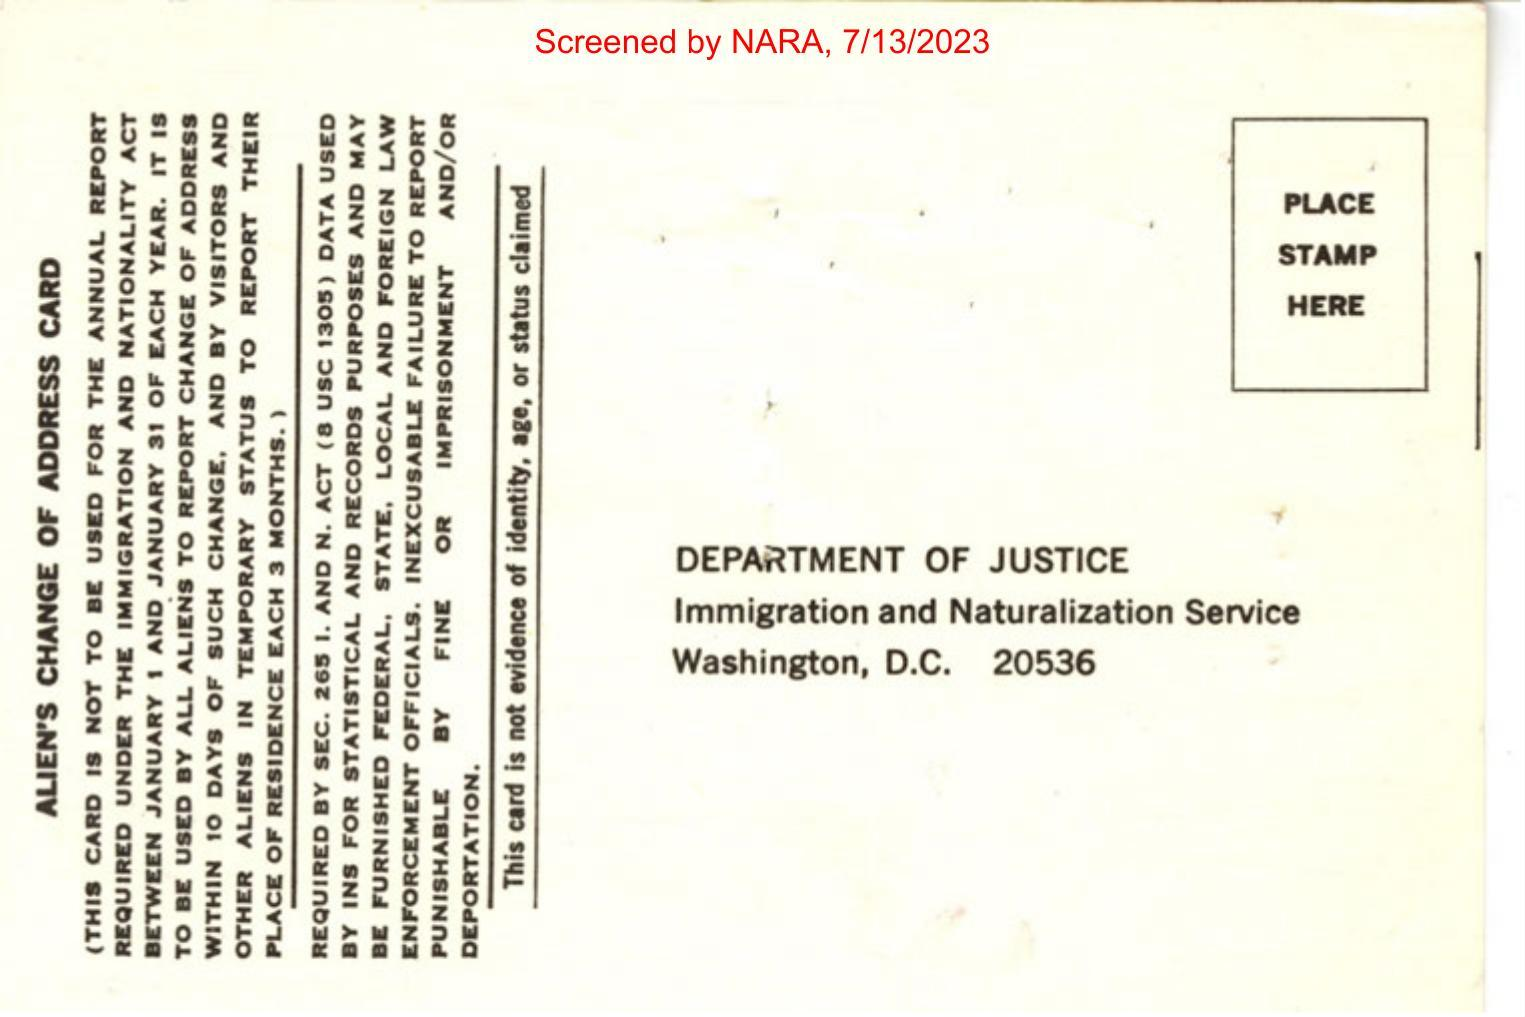 Screened by NARA, 7/13/2023
ALIEN'S CHANGE OF ADDRESS CARD
(THIS CARD IS NOT TO BE USED FOR THE ANNUAL REPORT
REQUIRED UNDER THE IMMIGRATION AND NATIONALITY ACT
BETWEEN JANUARY 1 AND JANUARY 31 OF EACH YEAR. IT IS
TO BE USED BY ALL ALIENS TO REPORT CHANGE OF ADDRESS
WITHIN 10 DAYS OF SUCH CHANGE, AND BY VISITORS AND
OTHER ALIENS IN TEMPORARY STATUS TO REPORT THEIR
PLACE OF RESIDENCE EACH 3 MONTHS.)
REQUIRED BY SEC. 265 I. AND N. ACT (8 USC 1305) DATA USED
BY INS FOR STATISTICAL AND RECORDS PURPOSES AND MAY
BE FURNISHED FEDERAL, STATE, LOCAL AND FOREIGN LAW
ENFORCEMENT OFFICIALS. INEXCUSABLE FAILURE TO REPORT
PUNISHABLE BY FINE OR IMPRISONMENT AND/OR
DEPORTATION.
This card is not evidence of identity, age, or status claimed
PLACE
STAMP
HERE
DEPARTMENT OF JUSTICE
Immigration and Naturalization Service
Washington, D.C. 20536